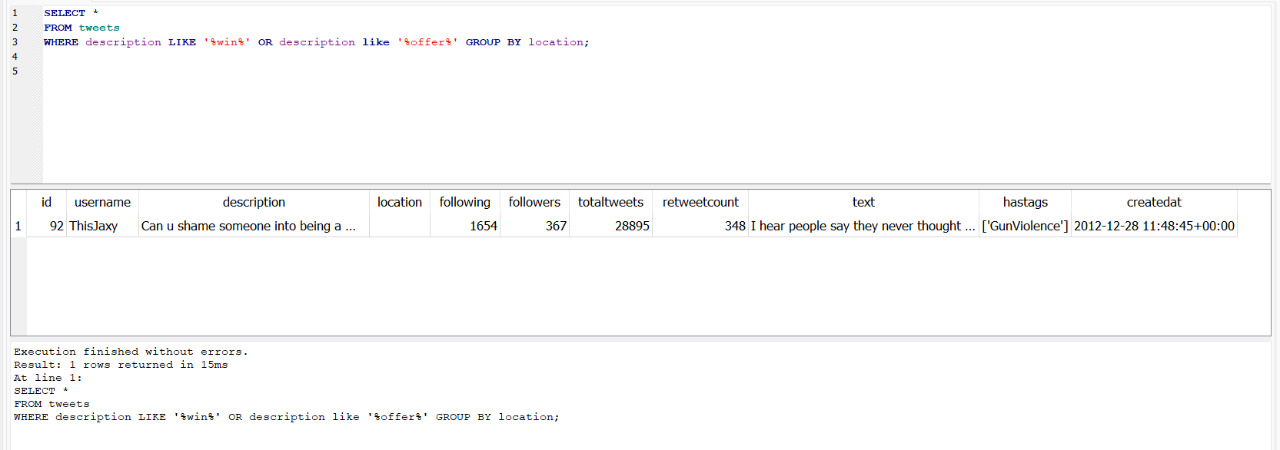 1 SELECT *
2 FROM tweets
3 WHERE description LIKE '%win%' OR description like '%offer%' GROUP BY location;
4
5
id username description location following followers totaltweets retweetcount text hastags createdat
1 92 ThisJaxy Can u shame someone into being a ... 1654 367 28895 348 I hear people say they never thought ... ['GunViolence'] 2012-12-28 11:48:45+00:00
Execution finished without errors.
Result: 1 rows returned in 15ms
At line 1:
SELECT *
FROM tweets
WHERE description LIKE '%win%' OR description like '%offer%' GROUP BY location;